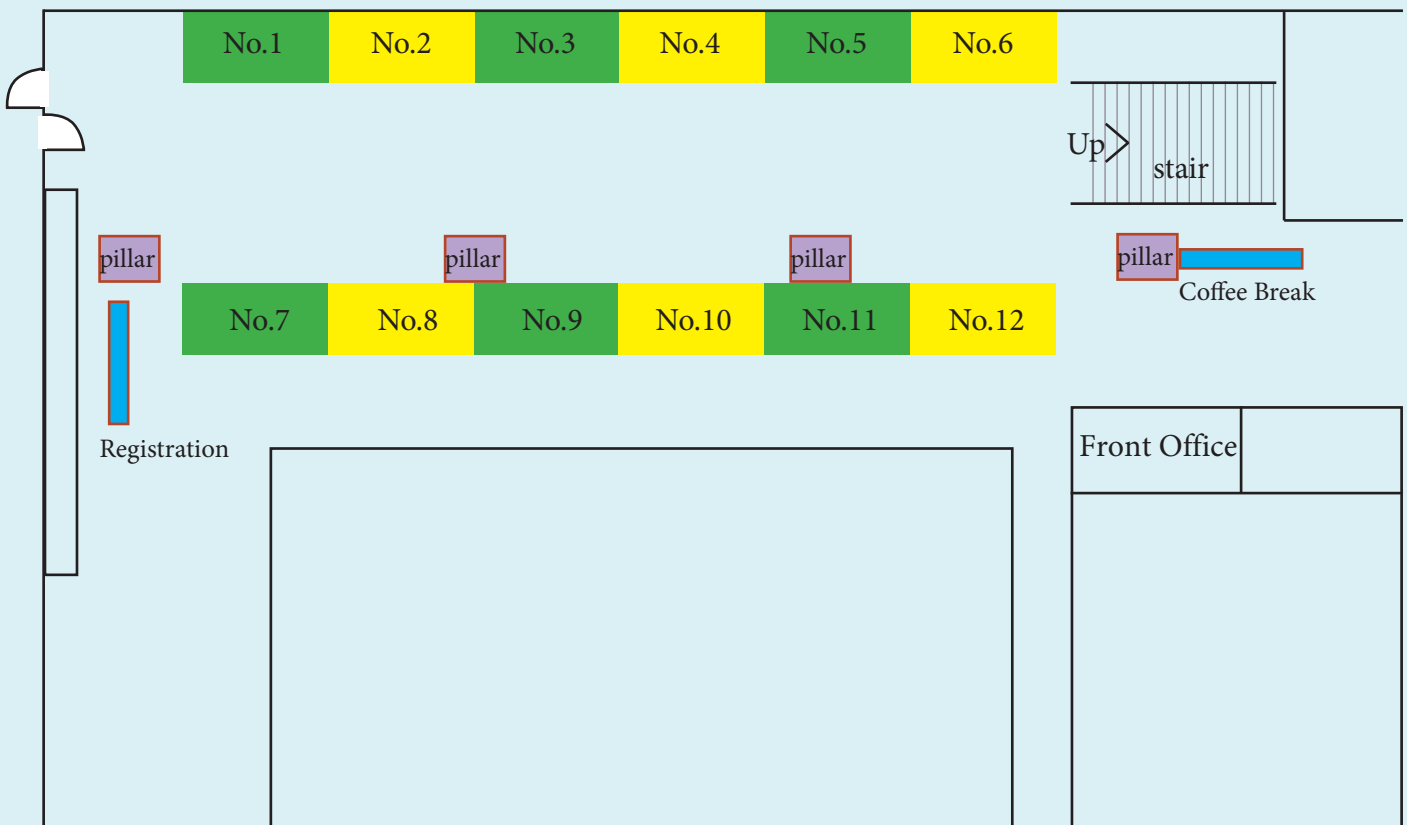 No.1
No.2
No.3
No.4
No.5
No.6
Up
stair
pillar
pillar
pillar
pillar
Coffee Break
No.7
No.8
No.9
No.10
No.11
No.12
Registration
Front Office